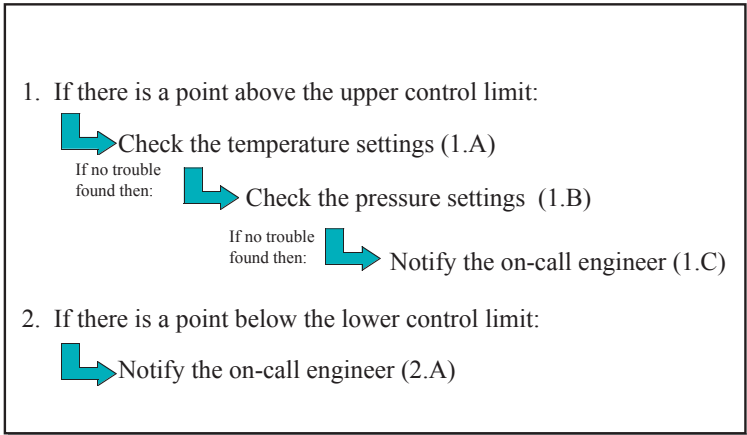 1. If there is a point above the upper control limit:
Check the temperature settings (1.A)
If no trouble
found then:
Check the pressure settings (1.B)
If no trouble
found then:
Notify the on-call engineer (1.C)
2. If there is a point below the lower control limit:
Notify the on-call engineer (2.A)